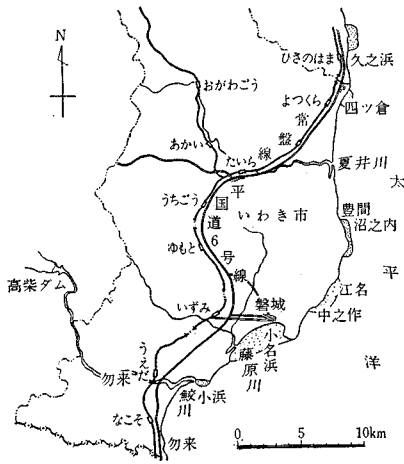 N
ひさのはま
久之浜
おがわごう
よつくら
四ッ倉
常磐線
あかい
たいら
平
夏井川
太平洋
うちごう
国道6号線
いわき市
豊間
沼之内
ゆもと
高柴ダム
江名
いずみ
磐城
中之作
小名浜
うえだ
藤原川
勿来
鮫川
小浜
なこそ
勿来
0 5 10km